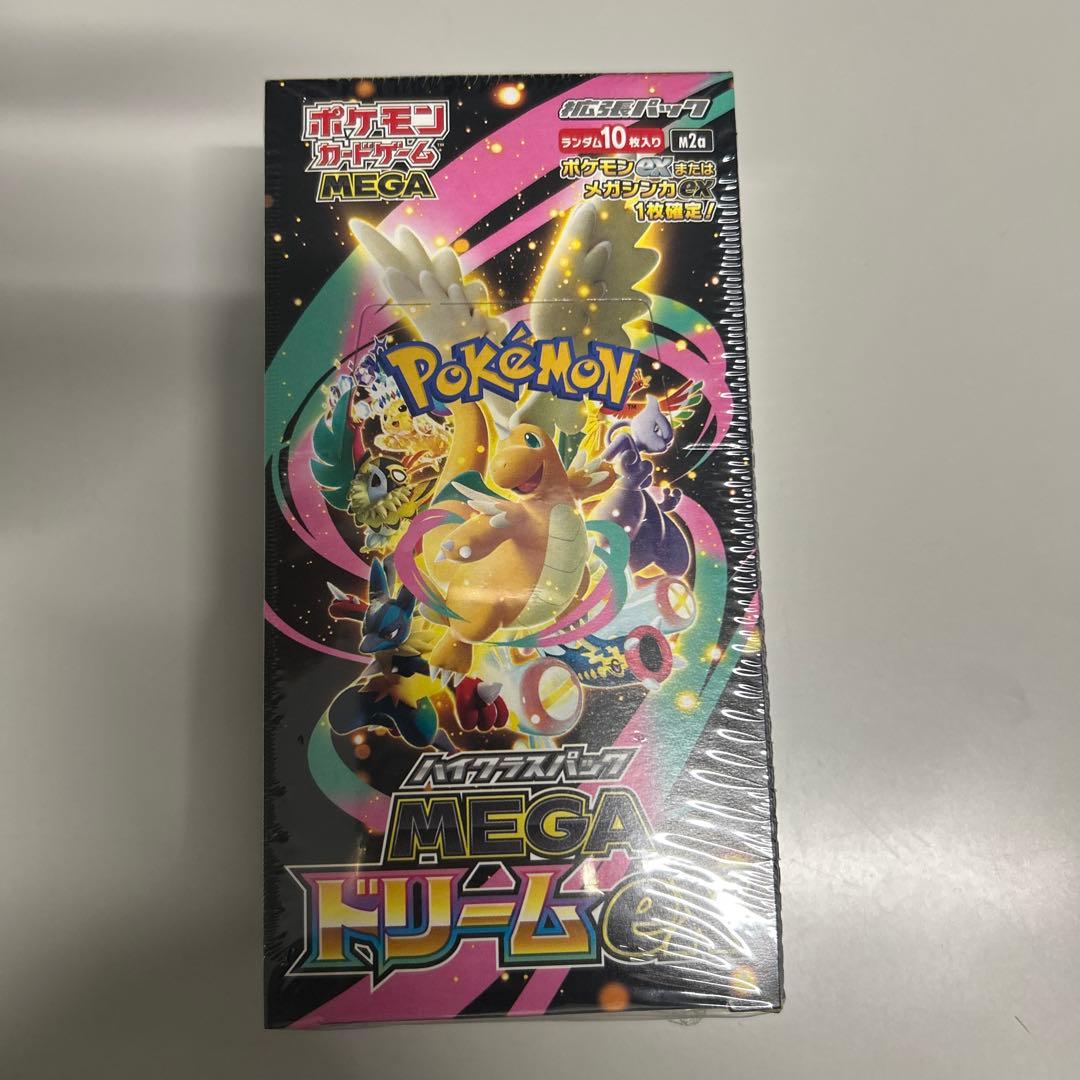 ポケモン
カードゲーム™
MEGA
拡張パック
ランダム10枚入り M2a
ポケモンexまたは
メガシンカex
1枚確定!
POKéMON™
ハイクラスパック
MEGA
ドリームex